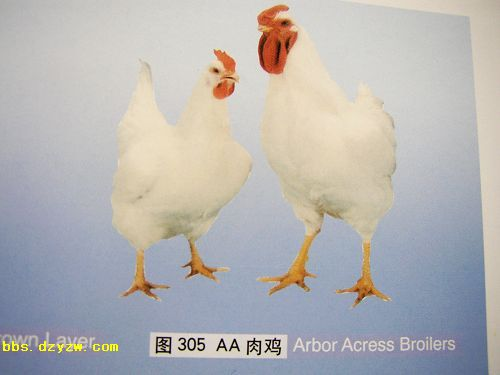 rown Layer
图 305 AA 肉鸡 Arbor Acress Broilers
bbs.dzyzw.com